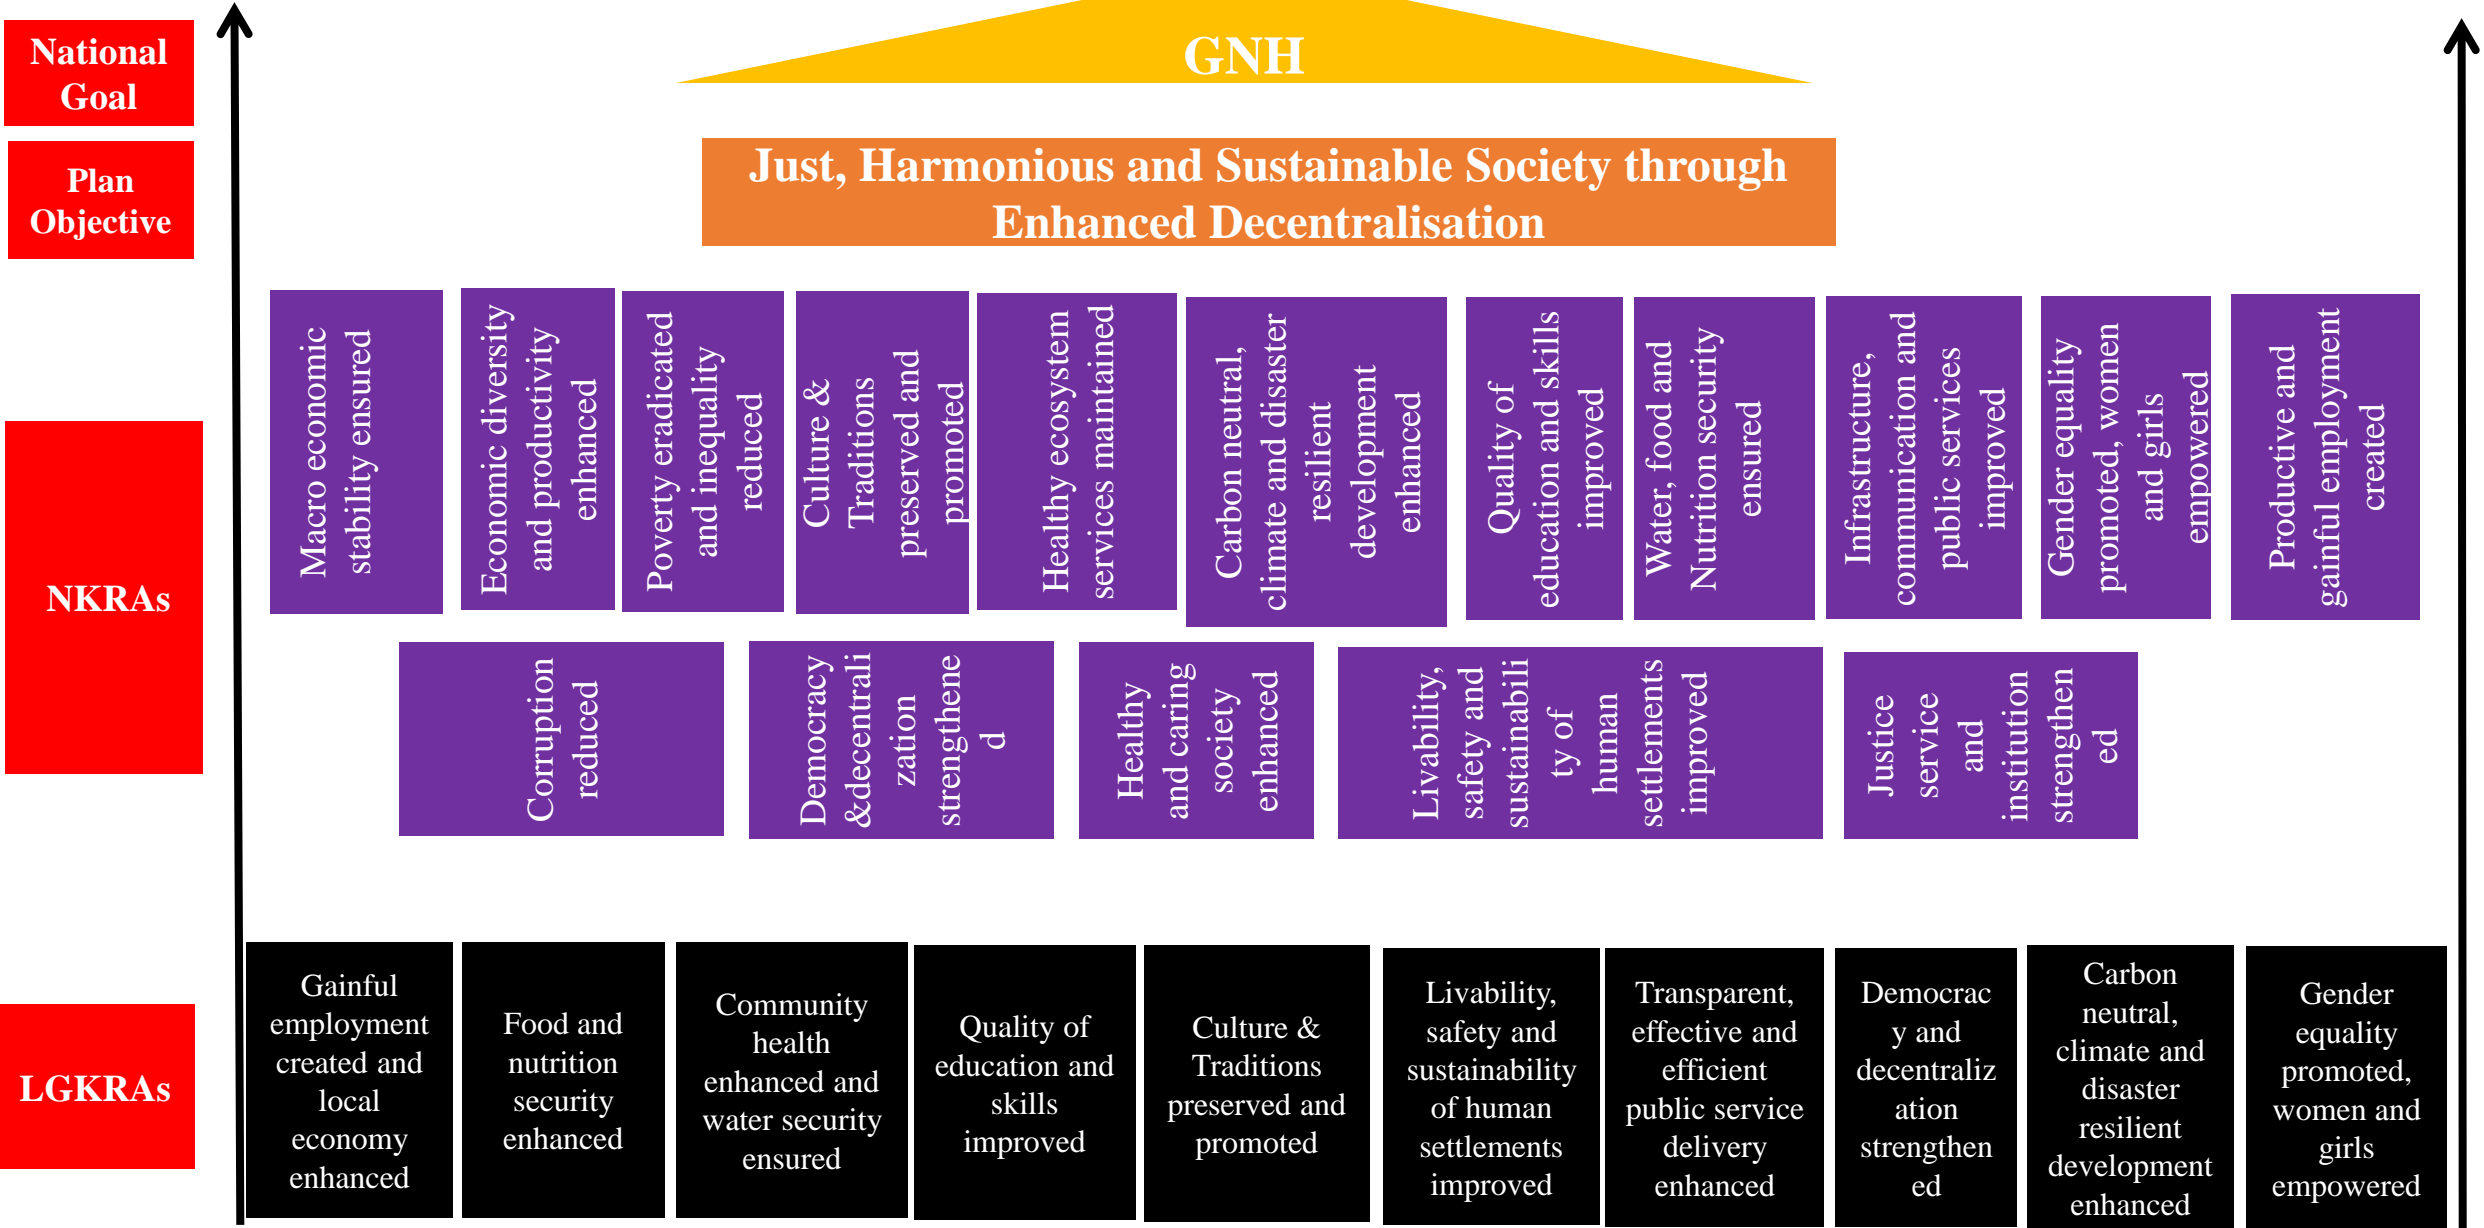 National
Goal
GNH
Plan
Objective
Just, Harmonious and Sustainable Society through
Enhanced Decentralisation
NKRAs
Macro economic
stability ensured
Economic diversity
and productivity
enhanced
Poverty eradicated
and inequality
reduced
Culture &
Traditions
preserved and
promoted
Healthy ecosystem
services maintained
Carbon neutral,
climate and disaster
resilient
development
enhanced
Quality of
education and skills
improved
Water, food and
Nutrition security
ensured
Infrastructure,
communication and
public services
improved
Gender equality
promoted, women
and girls
empowered
Productive and
gainful employment
created
Corruption
reduced
Democracy
&decentrali
zation
strengthene
d
Healthy
and caring
society
enhanced
Livability,
safety and
sustainabili
ty of
human
settlements
improved
Justice
service
and
institution
strengthen
ed
LGKRAs
Gainful
employment
created and
local
economy
enhanced
Food and
nutrition
security
enhanced
Community
health
enhanced and
water security
ensured
Quality of
education and
skills
improved
Culture &
Traditions
preserved and
promoted
Livability,
safety and
sustainability
of human
settlements
improved
Transparent,
effective and
efficient
public service
delivery
enhanced
Democrac
y and
decentraliz
ation
strengthen
ed
Carbon
neutral,
climate and
disaster
resilient
development
enhanced
Gender
equality
promoted,
women and
girls
empowered